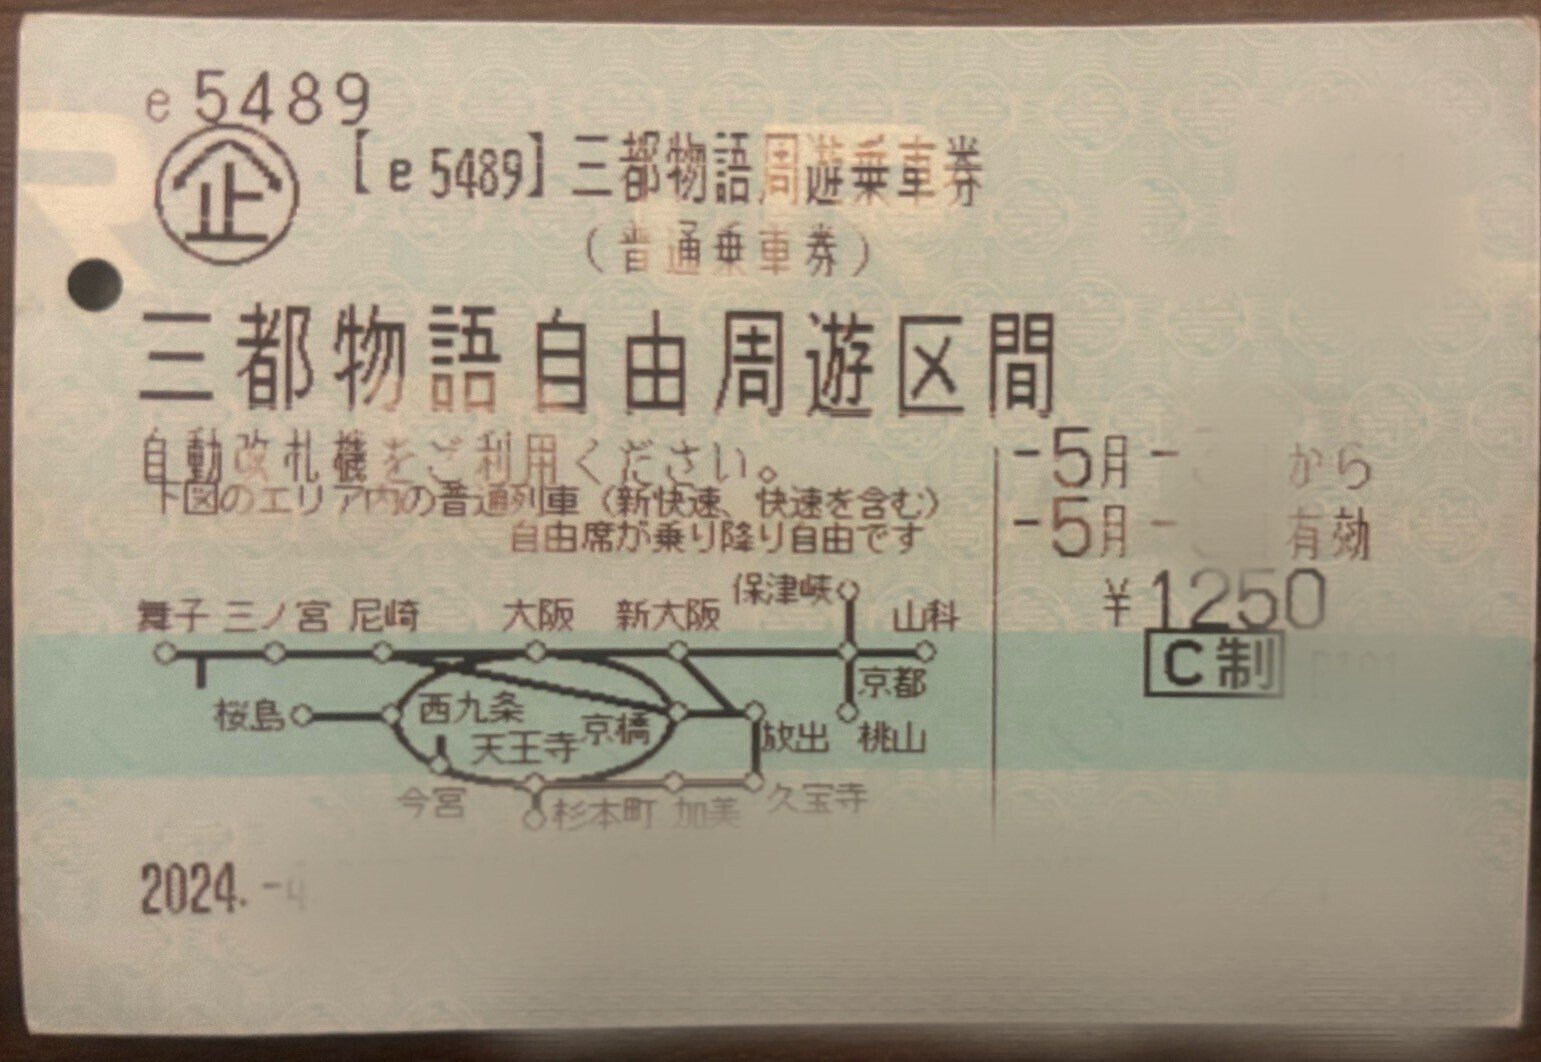 e5489
企 【e5489】三都物語周遊乗車券
（普通乗車券）
三都物語自由周遊区間
自動改札機をご利用ください。
下図のエリア内の普通列車（新快速、快速を含む）
自由席が乗り降り自由です
-5月- から
-5月- 有効
¥1250
C制
保津峡
舞子 三ノ宮 尼崎 大阪 新大阪 山科
京都
桜島 西九条 京橋 放出 桃山
天王寺
今宮 杉本町 加美 久宝寺
2024.-4.